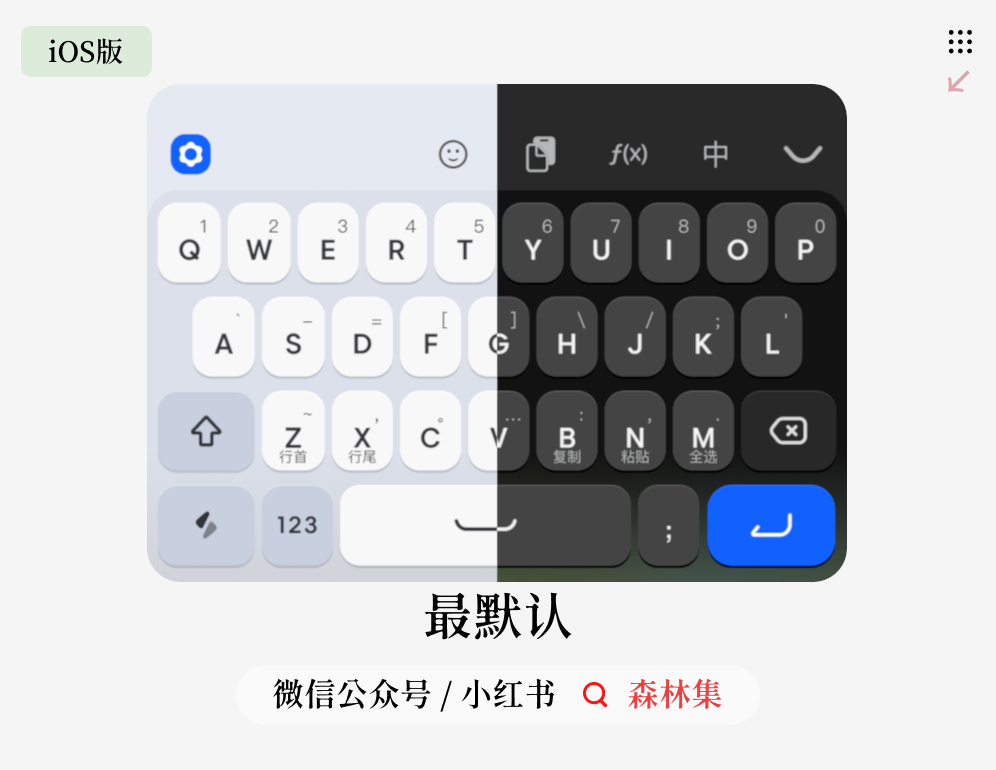 iOS版
f(x) 中
1 2 3 4 5 6 7 8 9 0
Q W E R T Y U I O P
` – = [ ] \ / ; '
A S D F G H J K L
~ ' ° … : , .
Z X C V B N M
行首 行尾 复制 粘贴 全选
123 ;
最默认
微信公众号 / 小红书 森林集